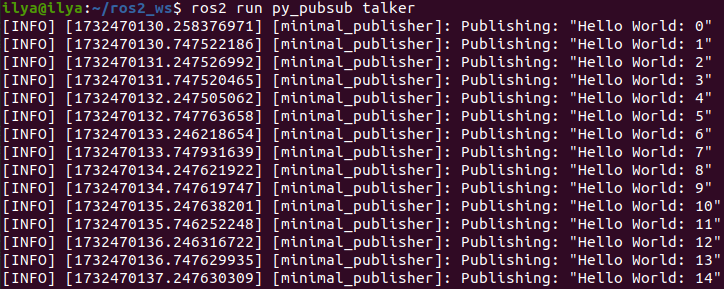 ilya@ilya:~/ros2_ws$ ros2 run py_pubsub talker
[INFO] [1732470130.258376971] [minimal_publisher]: Publishing: "Hello World: 0"
[INFO] [1732470130.747522186] [minimal_publisher]: Publishing: "Hello World: 1"
[INFO] [1732470131.247526992] [minimal_publisher]: Publishing: "Hello World: 2"
[INFO] [1732470131.747520465] [minimal_publisher]: Publishing: "Hello World: 3"
[INFO] [1732470132.247505062] [minimal_publisher]: Publishing: "Hello World: 4"
[INFO] [1732470132.747763658] [minimal_publisher]: Publishing: "Hello World: 5"
[INFO] [1732470133.246218654] [minimal_publisher]: Publishing: "Hello World: 6"
[INFO] [1732470133.747931639] [minimal_publisher]: Publishing: "Hello World: 7"
[INFO] [1732470134.247621922] [minimal_publisher]: Publishing: "Hello World: 8"
[INFO] [1732470134.747619747] [minimal_publisher]: Publishing: "Hello World: 9"
[INFO] [1732470135.247638201] [minimal_publisher]: Publishing: "Hello World: 10"
[INFO] [1732470135.746252248] [minimal_publisher]: Publishing: "Hello World: 11"
[INFO] [1732470136.246316722] [minimal_publisher]: Publishing: "Hello World: 12"
[INFO] [1732470136.747629935] [minimal_publisher]: Publishing: "Hello World: 13"
[INFO] [1732470137.247630309] [minimal_publisher]: Publishing: "Hello World: 14"